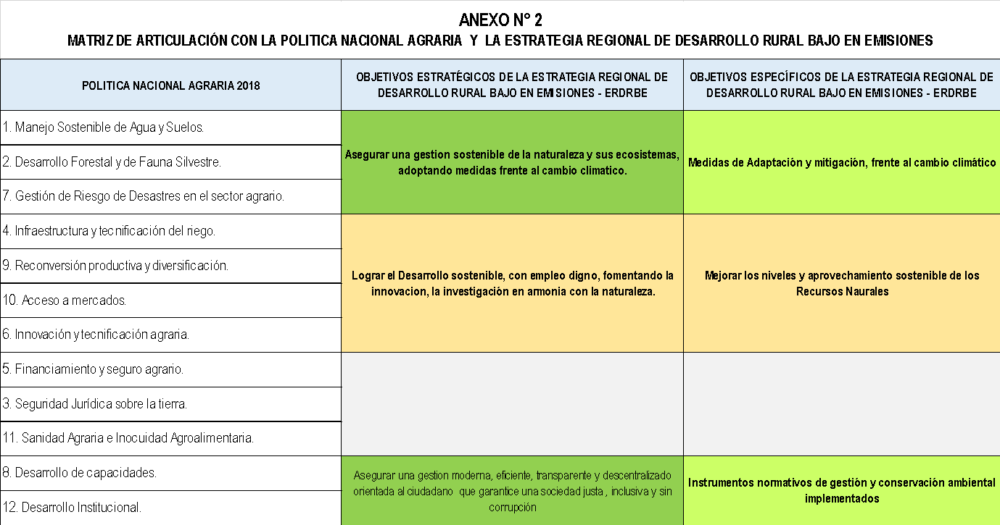 ANEXO N° 2
MATRIZ DE ARTICULACIÓN CON LA POLITICA NACIONAL AGRARIA Y LA ESTRATEGIA REGIONAL DE DESARROLLO RURAL BAJO EN EMISIONES
POLITICA NACIONAL AGRARIA 2018
OBJETIVOS ESTRATÉGICOS DE LA ESTRATEGIA REGIONAL DE
DESARROLLO RURAL BAJO EN EMISIONES - ERDRBE
OBJETIVOS ESPECÍFICOS DE LA ESTRATEGIA REGIONAL DE
DESARROLLO RURAL BAJO EN EMISIONES - ERDRBE
1. Manejo Sostenible de Agua y Suelos.
2. Desarrollo Forestal y de Fauna Silvestre.
7. Gestión de Riesgo de Desastres en el sector agrario.
Asegurar una gestion sostenible de la naturaleza y sus ecosistemas,
adoptando medidas frente al cambio climatico.
Medidas de Adaptación y mitigación, frente al cambio climático
4. Infraestructura y tecnificación del riego.
9. Reconversión productiva y diversificación.
10. Acceso a mercados.
6. Innovación y tecnificación agraria.
Lograr el Desarrollo sostenible, con empleo digno, fomentando la
innovacion, la investigación en armonia con la naturaleza.
Mejorar los niveles y aprovechamiento sostenible de los
Recursos Naurales
5. Financiamiento y seguro agrario.
3. Seguridad Jurídica sobre la tierra.
11. Sanidad Agraria e Inocuidad Agroalimentaria.
8. Desarrollo de capacidades.
12. Desarrollo Institucional.
Asegurar una gestion moderna, eficiente, transparente y descentralizado
orientada al ciudadano que garantice una sociedad justa , inclusiva y sin
corrupción
Instrumentos normativos de gestión y conservación ambiental
implementados